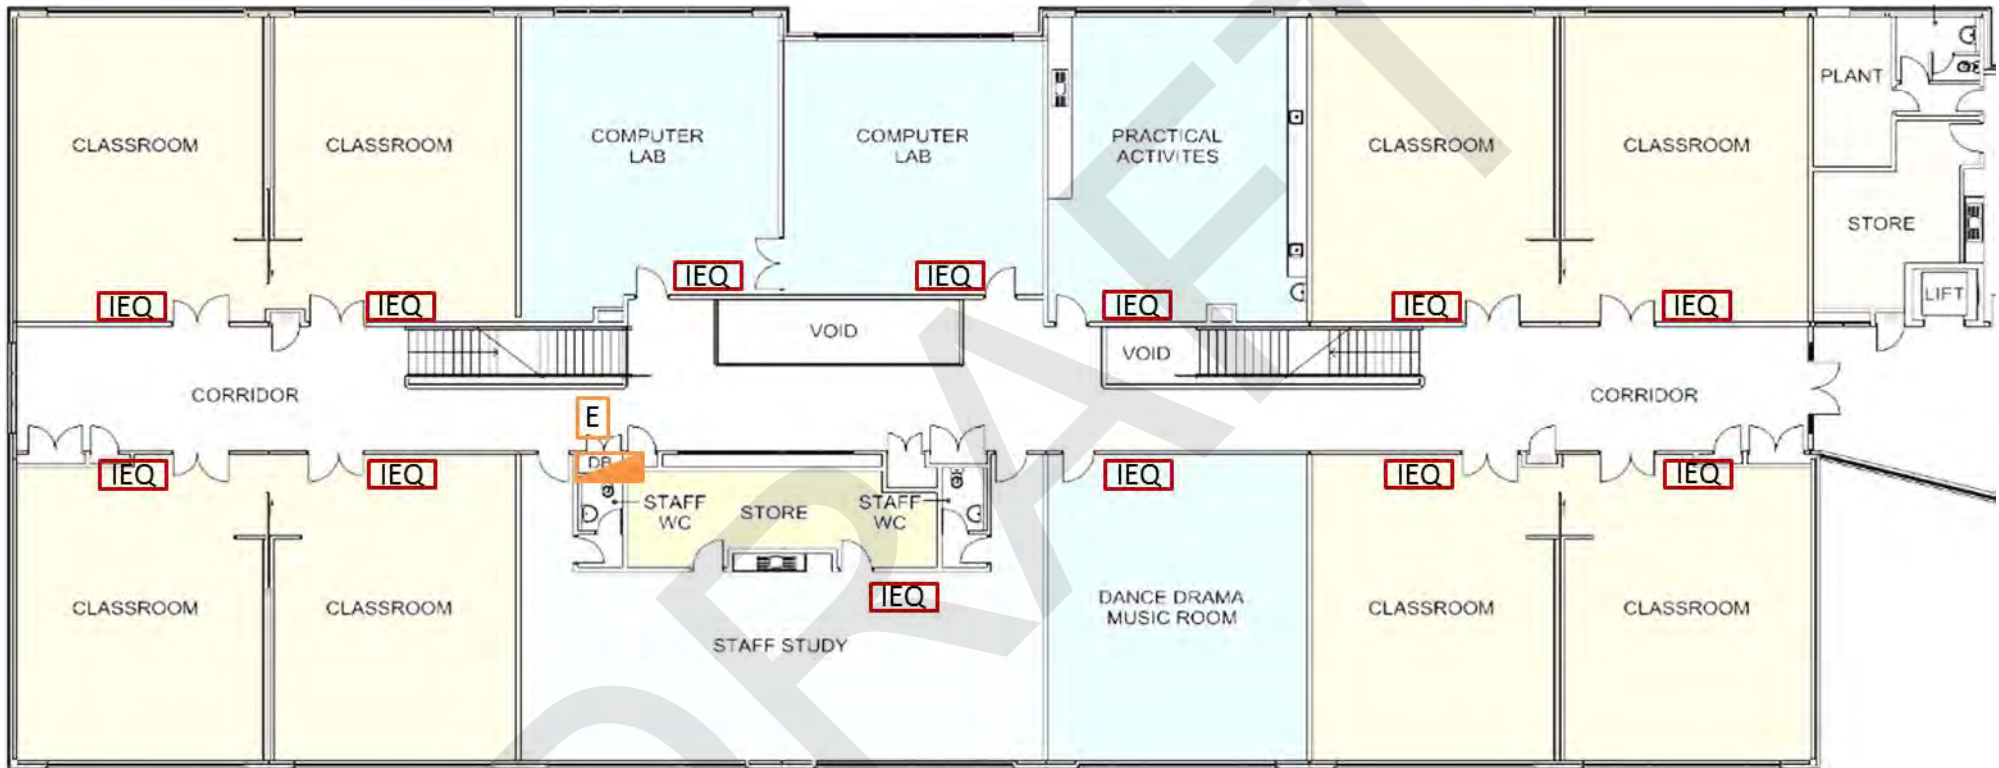 PLANT
CLASSROOM
CLASSROOM
COMPUTER
LAB
COMPUTER
LAB
PRACTICAL
ACTIVITES
CLASSROOM
CLASSROOM
STORE
IEQ
IEQ
IEQ
IEQ
IEQ
IEQ
IEQ
LIFT
VOID
VOID
CORRIDOR
CORRIDOR
E
DB
IEQ
IEQ
IEQ
IEQ
IEQ
STAFF
WC
STORE
STAFF
WC
IEQ
CLASSROOM
CLASSROOM
STAFF STUDY
DANCE DRAMA
MUSIC ROOM
CLASSROOM
CLASSROOM
DRAFT